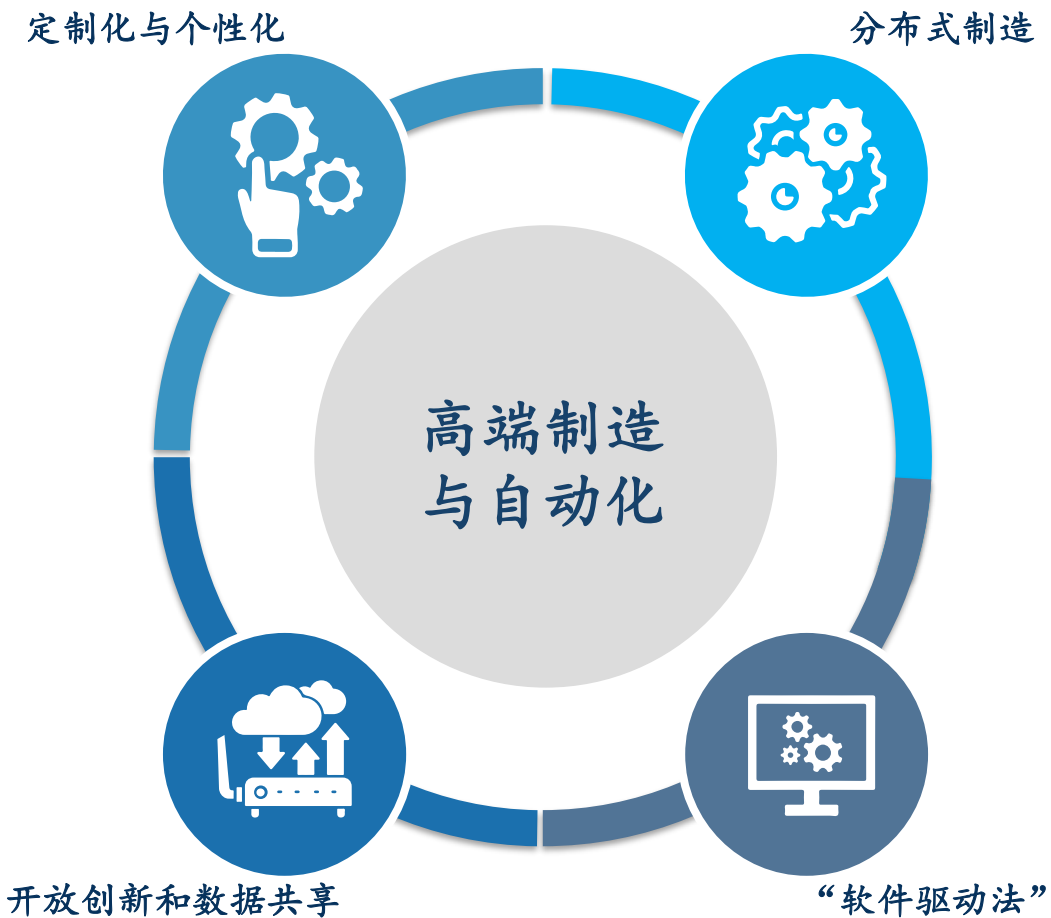 定制化与个性化
分布式制造
高端制造
与自动化
开放创新和数据共享
“软件驱动法”